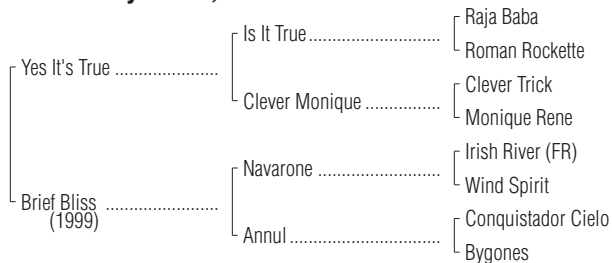 Raja Baba
Is It True
Roman Rockette
Yes It's True
Clever Trick
Clever Monique
Monique Rene
Irish River (FR)
Navarone
Wind Spirit
Brief Bliss
(1999)
Conquistador Cielo
Annul
Bygones